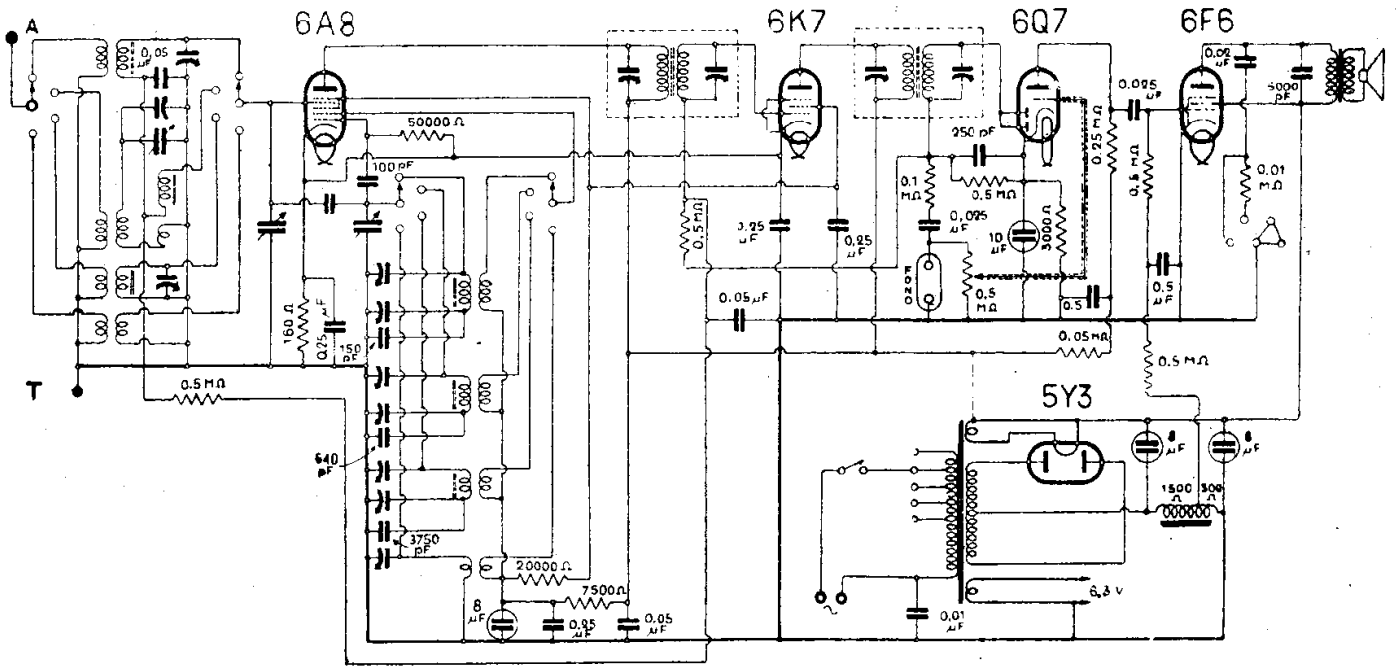 A
6A8
6K7
6Q7
6F6
0,05
μF
50000 Ω
100 pF
250 pF
0.1
MΩ
0.5 MΩ
0,025
μF
0.025
μF
0.25 MΩ
0.5 MΩ
0,02
μF
5000
pF
0.01
MΩ
0.5 MΩ
0.25
μF
0,25
μF
10
μF
3000 Ω
FONO
0.5
MΩ
0.5
0.5
μF
160 Ω
0.25 μF
150
pF
0.05 μF
0.05 MΩ
0.5 MΩ
T
0.5 MΩ
5Y3
640
pF
8
μF
8
μF
1500
Ω
300
Ω
3750
pF
20000 Ω
7500 Ω
8
μF
0,25
μF
0.05
μF
~
0,01
μF
6,3 V